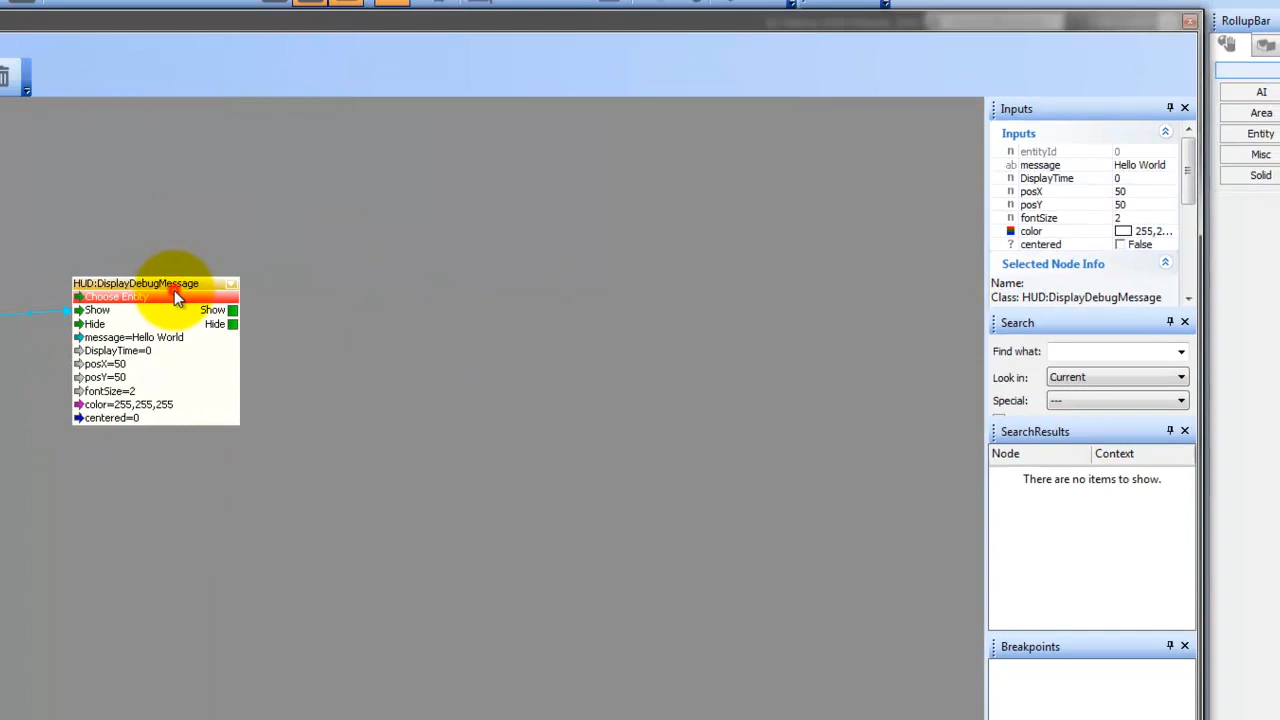 RollupBar
AI
Area
Entity
Misc
Solid
Inputs
Inputs
n entityId 0
ab message Hello World
n DisplayTime 0
n posX 50
n posY 50
n fontSize 2
color 255,2...
? centered False
Selected Node Info
Name:
Class: HUD:DisplayDebugMessage
Search
Find what:
Look in: Current
Special: ---
SearchResults
Node Context
There are no items to show.
Breakpoints
HUD:DisplayDebugMessage
Choose Entity
Show Show
Hide Hide
message=Hello World
DisplayTime=0
posX=50
posY=50
fontSize=2
color=255,255,255
centered=0